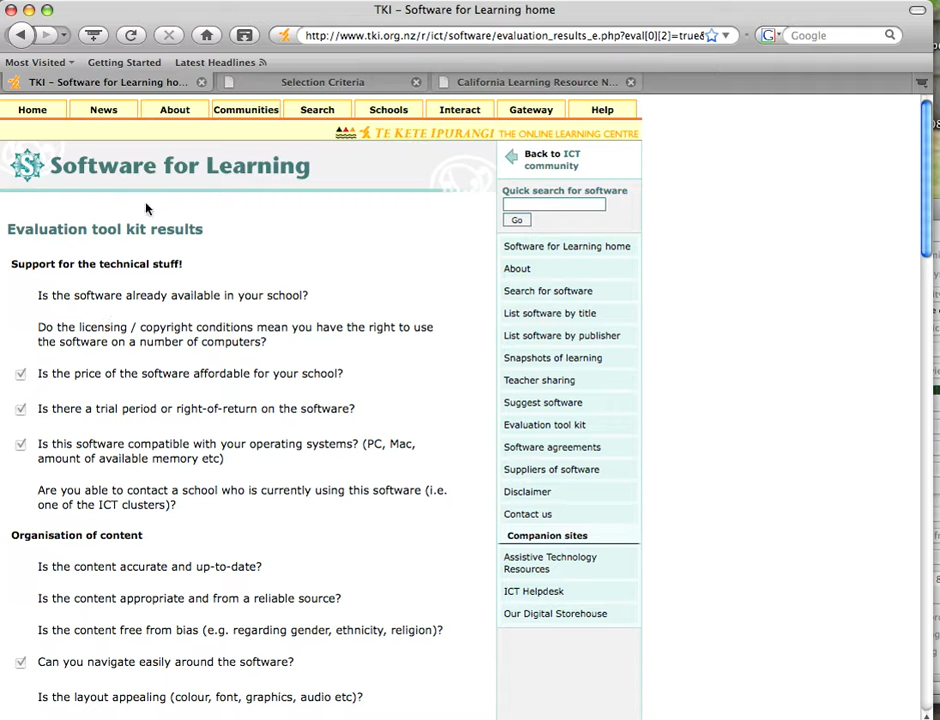 TKI – Software for Learning home
http://www.tki.org.nz/r/ict/software/evaluation_results_e.php?eval[0][2]=true&
Google
Most Visited
Getting Started
Latest Headlines
TKI – Software for Learning ho...
Selection Criteria
California Learning Resource N...
Home
News
About
Communities
Search
Schools
Interact
Gateway
Help
TE KETE IPURANGI THE ONLINE LEARNING CENTRE
Software for Learning
Evaluation tool kit results
Support for the technical stuff!
Is the software already available in your school?
Do the licensing / copyright conditions mean you have the right to use
the software on a number of computers?
Is the price of the software affordable for your school?
Is there a trial period or right-of-return on the software?
Is this software compatible with your operating systems? (PC, Mac,
amount of available memory etc)
Are you able to contact a school who is currently using this software (i.e.
one of the ICT clusters)?
Organisation of content
Is the content accurate and up-to-date?
Is the content appropriate and from a reliable source?
Is the content free from bias (e.g. regarding gender, ethnicity, religion)?
Can you navigate easily around the software?
Is the layout appealing (colour, font, graphics, audio etc)?
Back to ICT
community
Quick search for software
Go
Software for Learning home
About
Search for software
List software by title
List software by publisher
Snapshots of learning
Teacher sharing
Suggest software
Evaluation tool kit
Software agreements
Suppliers of software
Disclaimer
Contact us
Companion sites
Assistive Technology
Resources
ICT Helpdesk
Our Digital Storehouse